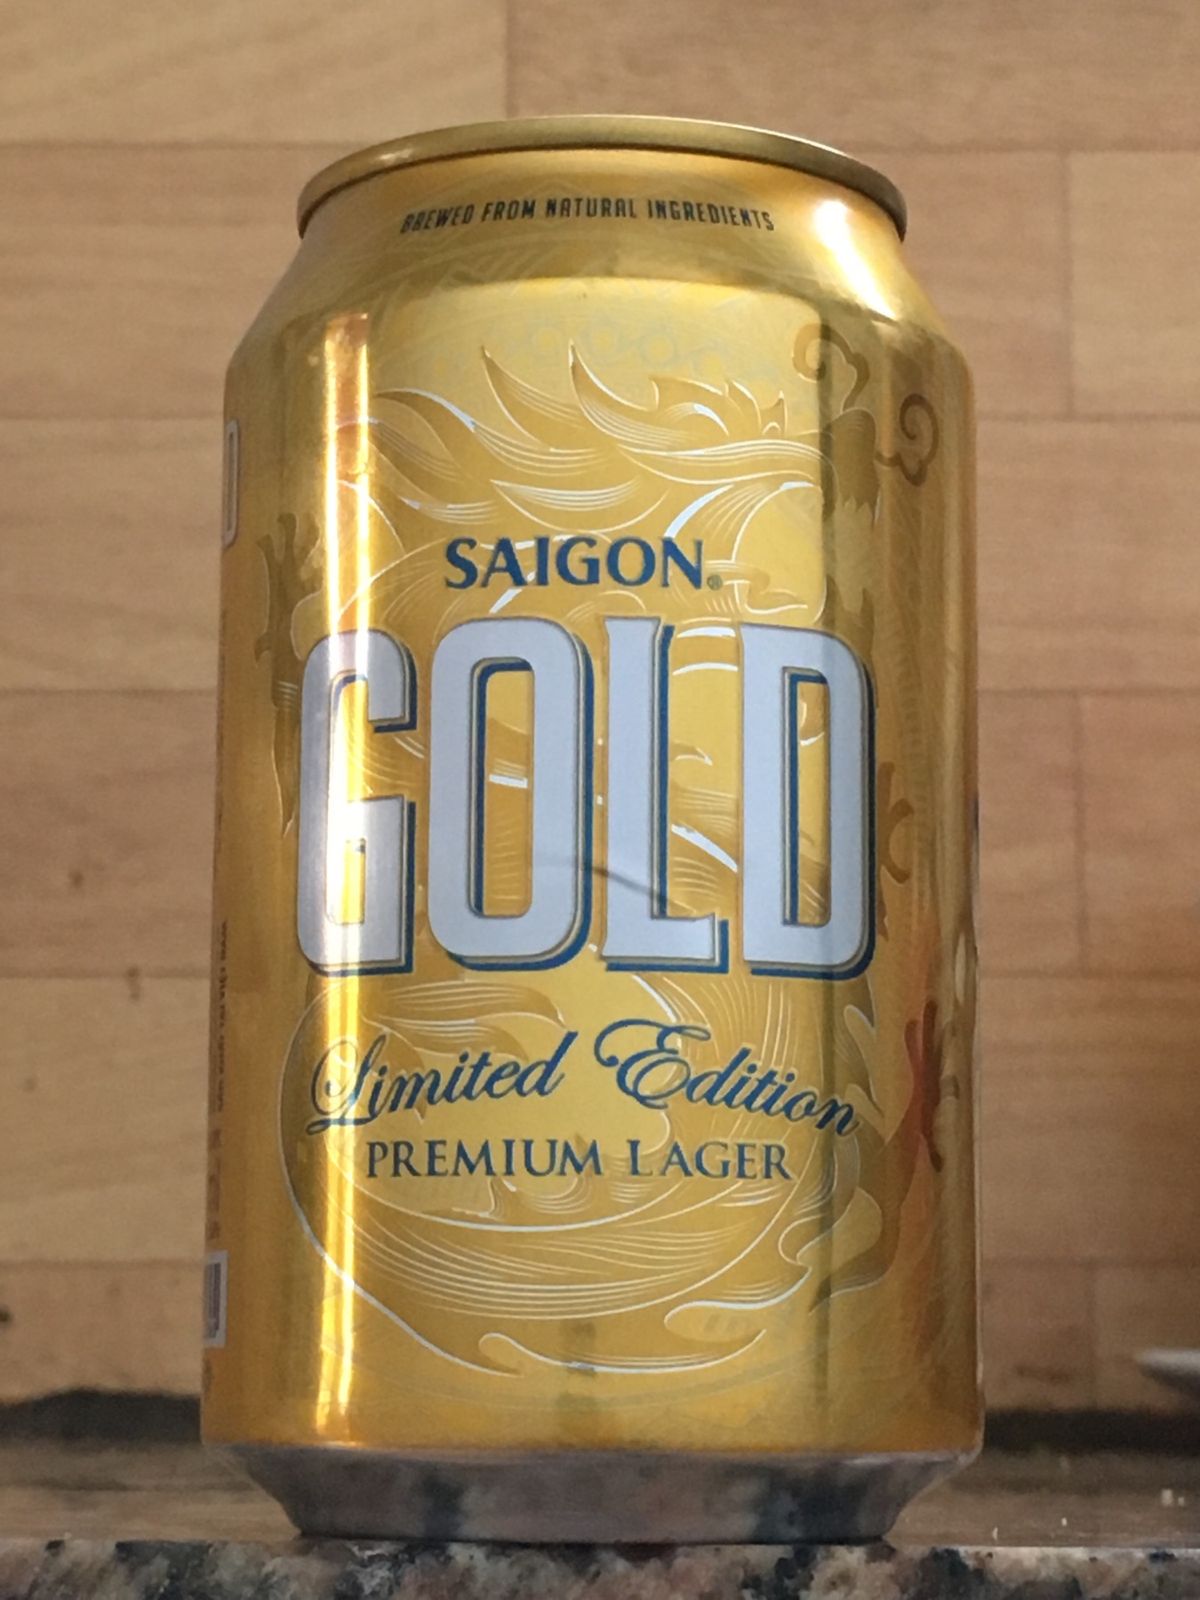 BREWED FROM NATURAL INGREDIENTS
SAIGON®
GOLD
Limited Edition
PREMIUM LAGER